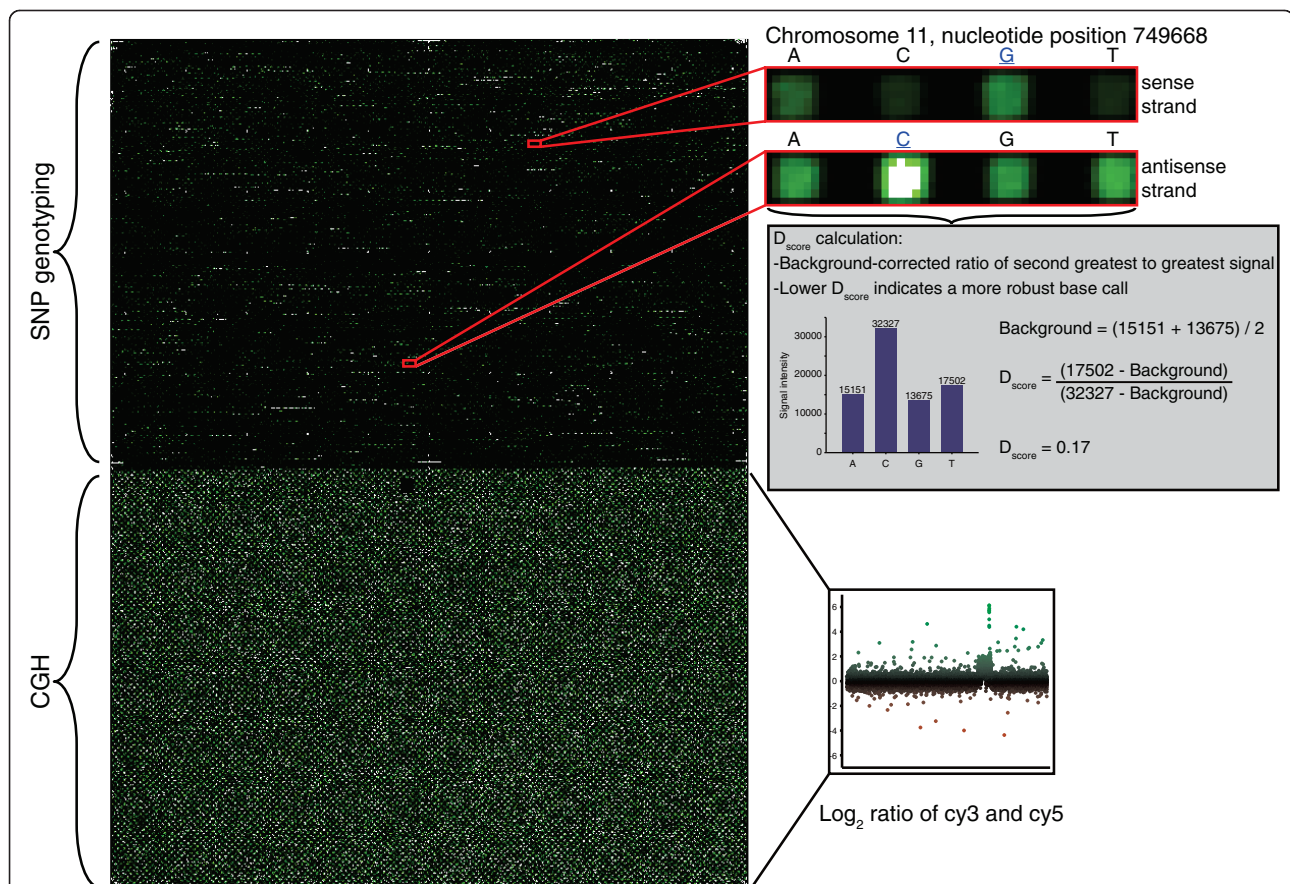 Chromosome 11, nucleotide position 749668
A C G T
sense
strand
A C G T
antisense
strand
SNP genotyping
D_score calculation:
-Background-corrected ratio of second greatest to greatest signal
-Lower D_score indicates a more robust base call
Signal intensity
30000
20000
10000
0
15151
32327
13675
17502
A C G T
Background = (15151 + 13675) / 2
D_score = (17502 - Background)
(32327 - Background)
D_score = 0.17
CGH
6
4
2
0
-2
-4
-6
Log2 ratio of cy3 and cy5